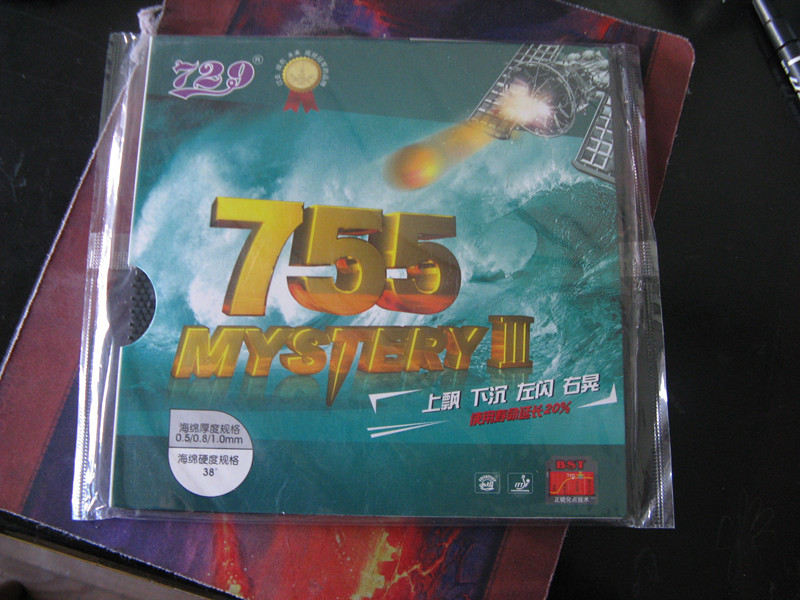 729®
755
MYSTERY III
上飘 下沉 左闪 右晃
使用寿命延长20%
海绵厚度规格
0.5/0.8/1.0mm
海绵硬度规格
38°
BST